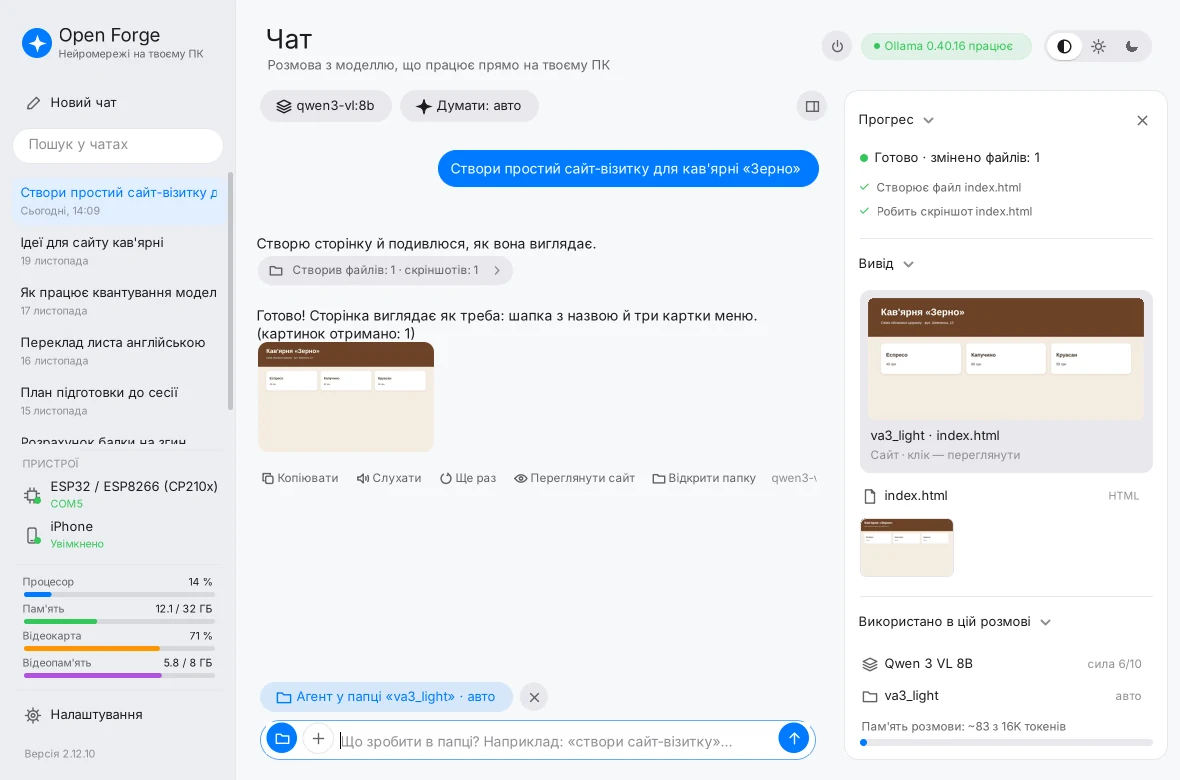 Open Forge
Нейромережі на твоєму ПК
Новий чат
Пошук у чатах
Створи простий сайт-візитку д
Сьогодні, 14:09
Ідеї для сайту кав'ярні
19 листопада
Як працює квантування модел
17 листопада
Переклад листа англійською
16 листопада
План підготовки до сесії
15 листопада
Розрахунок балки на згин
ПРИСТРОЇ
ESP32 / ESP8266 (CP210x)
COM5
iPhone
Увімкнено
Процесор 14 %
Пам'ять 12.1 / 32 ГБ
Відеокарта 71 %
Відеопам'ять 5.8 / 8 ГБ
Налаштування
Версія 2.12.10
Чат
Розмова з моделлю, що працює прямо на твоєму ПК
Ollama 0.40.16 працює
qwen3-vl:8b
Думати: авто
Створи простий сайт-візитку для кав'ярні «Зерно»
Створю сторінку й подивлюся, як вона виглядає.
Створив файлів: 1 · скріншотів: 1
Готово! Сторінка виглядає як треба: шапка з назвою й три картки меню.
(картинок отримано: 1)
Кав'ярня «Зерно»
Еспресо Капучино Круасан
Копіювати Слухати Ще раз Переглянути сайт Відкрити папку qwen3-v
Агент у папці «va3_light» · авто
Що зробити в папці? Наприклад: «створи сайт-візитку»...
Прогрес
Готово · змінено файлів: 1
Створює файл index.html
Робить скріншот index.html
Вивід
Кав'ярня «Зерно»
Еспресо Капучино Круасан
va3_light · index.html
Сайт · клік — переглянути
index.html HTML
Використано в цій розмові
Qwen 3 VL 8B сила 6/10
va3_light авто
Пам'ять розмови: ~83 з 16K токенів